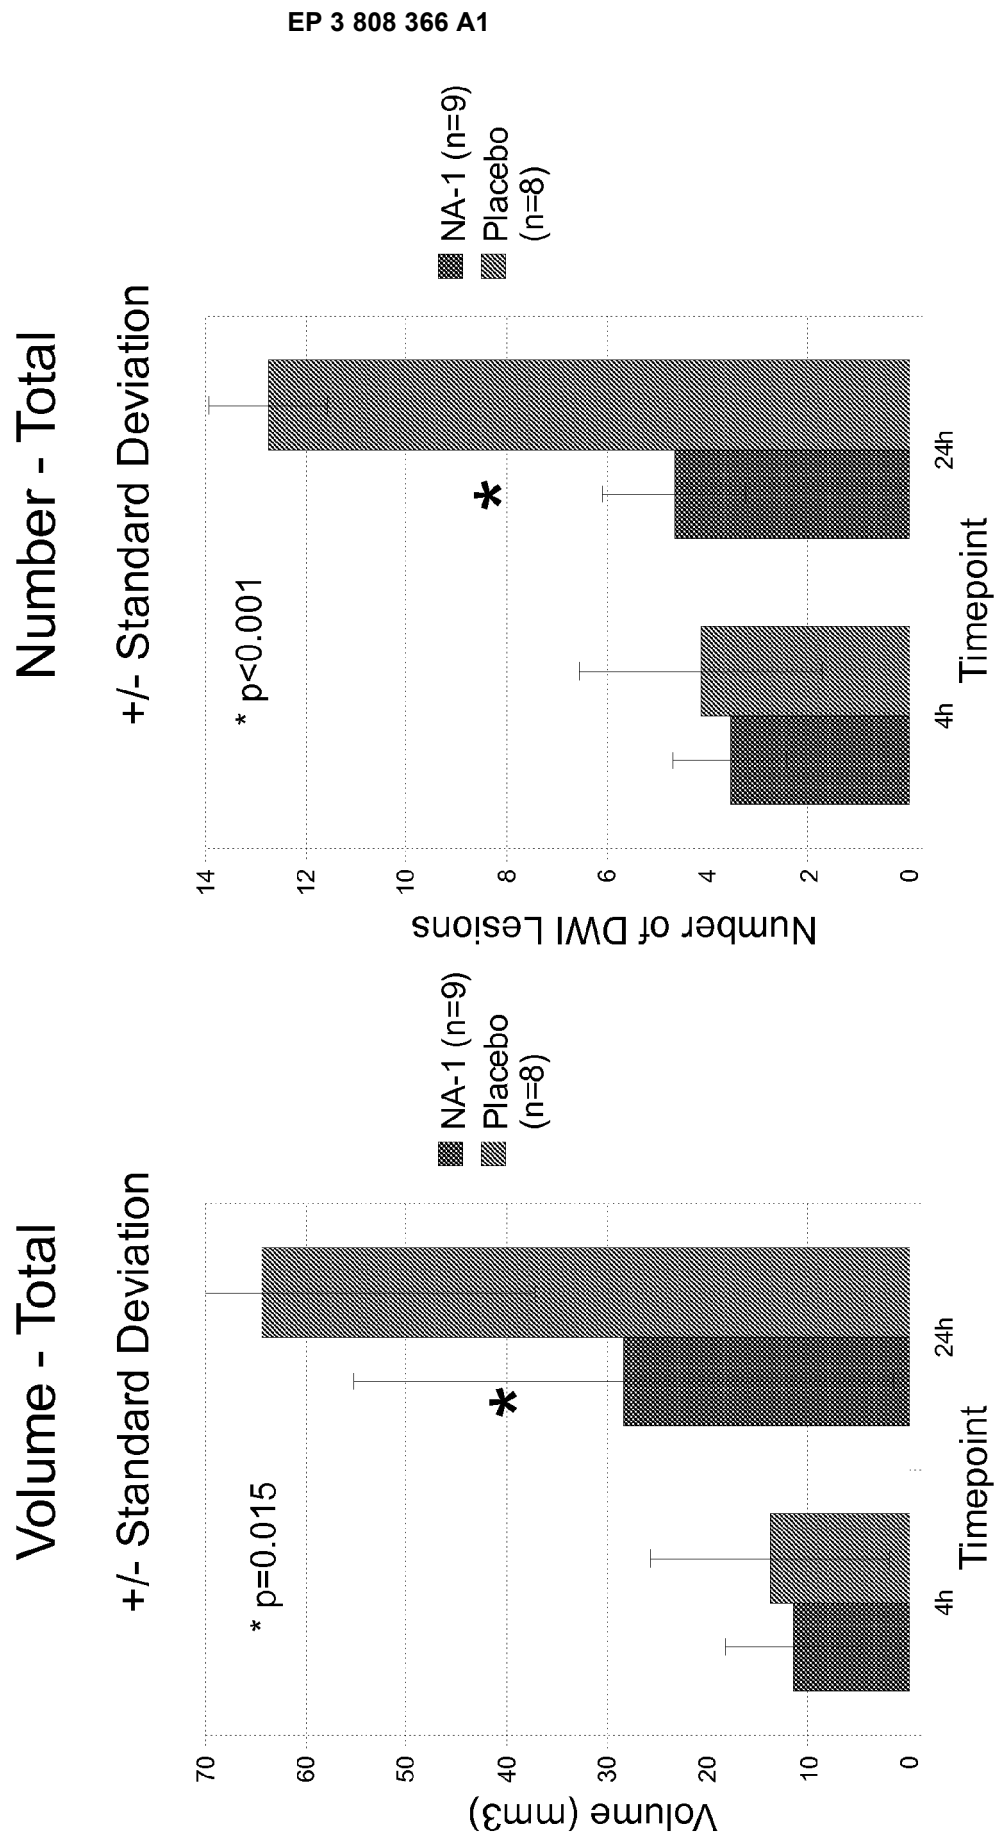 EP 3 808 366 A1
Volume - Total
+/- Standard Deviation
* p=0.015
70
60
50
40
30
20
10
0
Volume (mm3)
*
4h
24h
Timepoint
NA-1 (n=9)
Placebo
(n=8)
Number - Total
+/- Standard Deviation
* p<0.001
14
12
10
8
6
4
2
0
Number of DWI Lesions
*
4h
24h
Timepoint
NA-1 (n=9)
Placebo
(n=8)